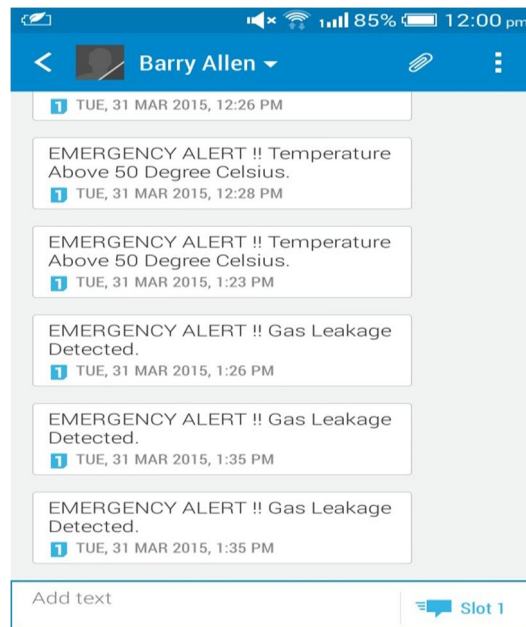 85% 12:00 pm
Barry Allen
1 TUE, 31 MAR 2015, 12:26 PM
EMERGENCY ALERT !! Temperature
Above 50 Degree Celsius.
1 TUE, 31 MAR 2015, 12:28 PM
EMERGENCY ALERT !! Temperature
Above 50 Degree Celsius.
1 TUE, 31 MAR 2015, 1:23 PM
EMERGENCY ALERT !! Gas Leakage
Detected.
1 TUE, 31 MAR 2015, 1:26 PM
EMERGENCY ALERT !! Gas Leakage
Detected.
1 TUE, 31 MAR 2015, 1:35 PM
EMERGENCY ALERT !! Gas Leakage
Detected.
1 TUE, 31 MAR 2015, 1:35 PM
Add text
Slot 1